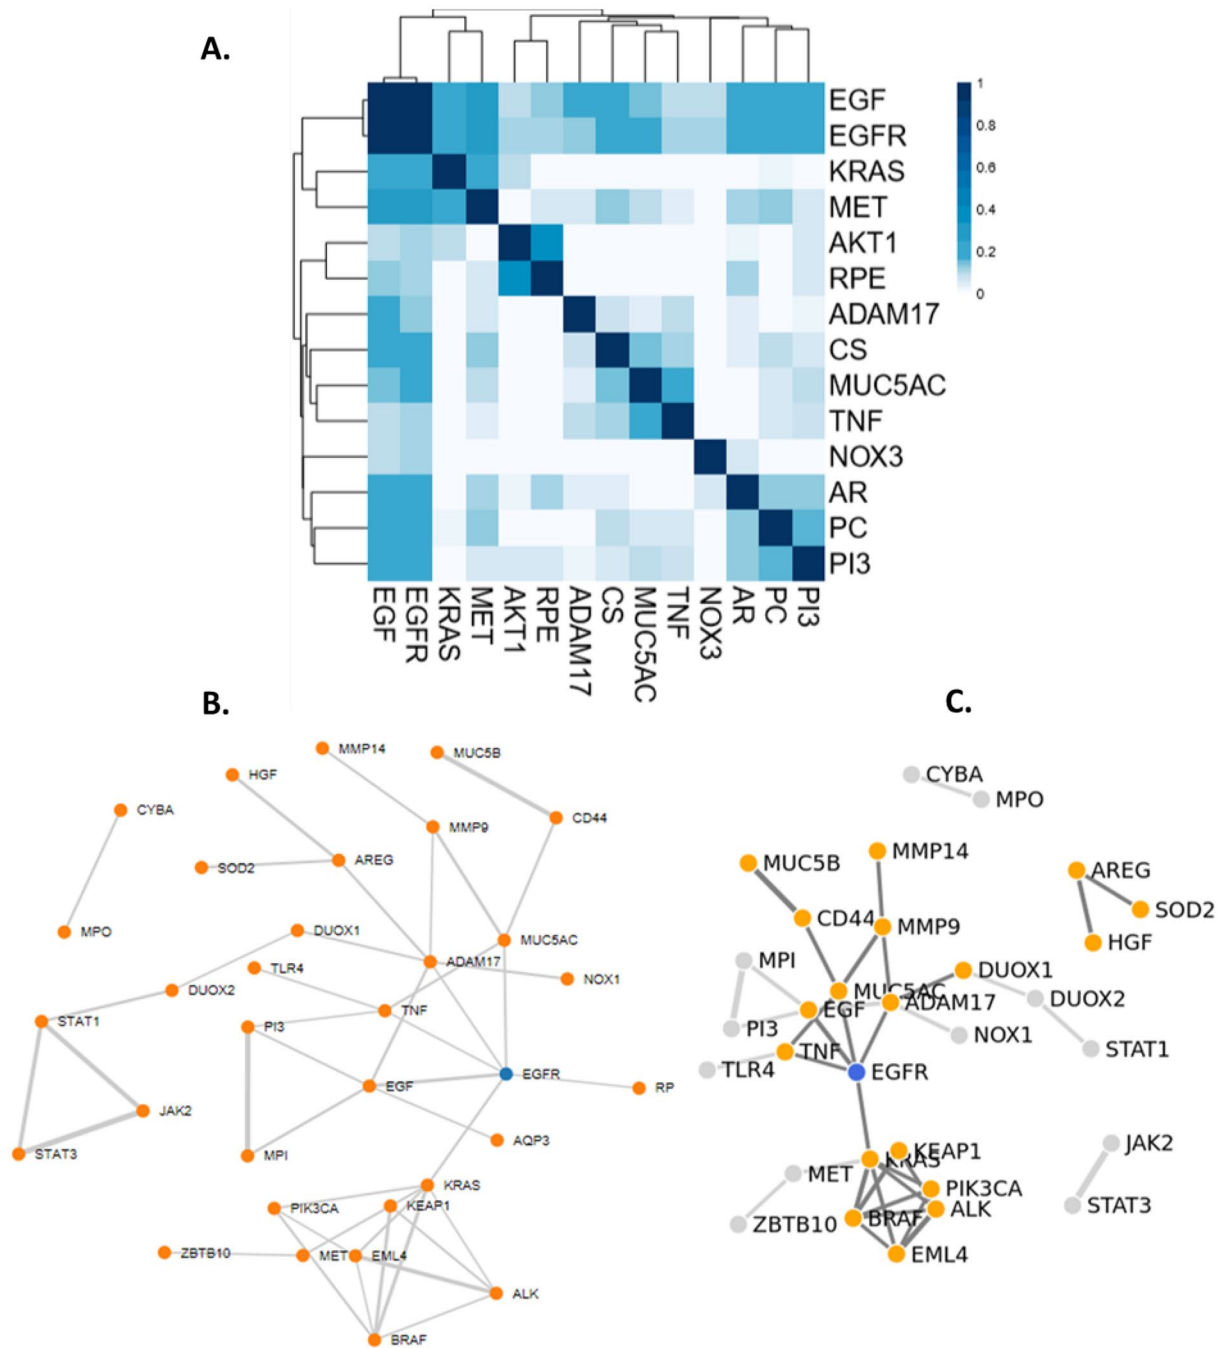 A.
EGF
EGFR
KRAS
MET
AKT1
RPE
ADAM17
CS
MUC5AC
TNF
NOX3
AR
PC
PI3
1
0.8
0.6
0.4
0.2
0
EGF
EGFR
KRAS
MET
AKT1
RPE
ADAM17
CS
MUC5AC
TNF
NOX3
AR
PC
PI3
B.
MMP14
MUC5B
HGF
CYBA
CD44
MMP9
AREG
SOD2
MPO
DUOX1
MUC5AC
TLR4
ADAM17
NOX1
DUOX2
TNF
STAT1
PI3
EGFR
EGF
RP
JAK2
AQP3
STAT3
MPI
KRAS
PIK3CA
KEAP1
ZBTB10
MET
EML4
ALK
BRAF
C.
CYBA
MPO
MUC5B
MMP14
AREG
SOD2
CD44
MMP9
HGF
MPI
DUOX1
MUC5AC
ADAM17
DUOX2
EGF
PI3
NOX1
STAT1
TNF
TLR4
EGFR
JAK2
KEAP1
KRAS
MET
PIK3CA
STAT3
ALK
BRAF
ZBTB10
EML4